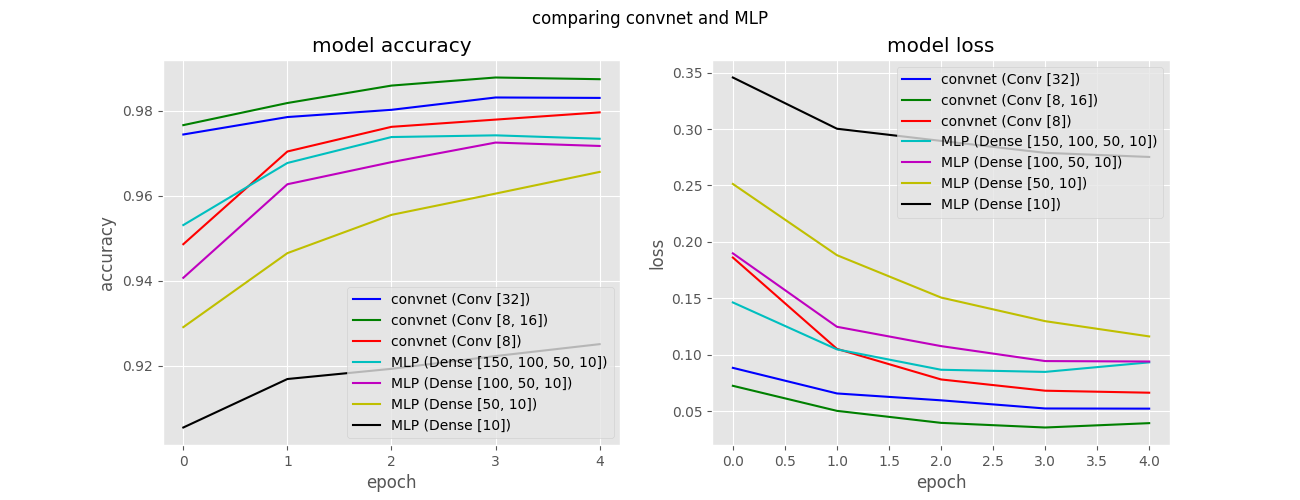 comparing convnet and MLP
model accuracy
0.98
0.96
0.94
0.92
accuracy
convnet (Conv [32])
convnet (Conv [8, 16])
convnet (Conv [8])
MLP (Dense [150, 100, 50, 10])
MLP (Dense [100, 50, 10])
MLP (Dense [50, 10])
MLP (Dense [10])
0 1 2 3 4
epoch
model loss
0.35
0.30
0.25
0.20
0.15
0.10
0.05
loss
convnet (Conv [32])
convnet (Conv [8, 16])
convnet (Conv [8])
MLP (Dense [150, 100, 50, 10])
MLP (Dense [100, 50, 10])
MLP (Dense [50, 10])
MLP (Dense [10])
0.0 0.5 1.0 1.5 2.0 2.5 3.0 3.5 4.0
epoch